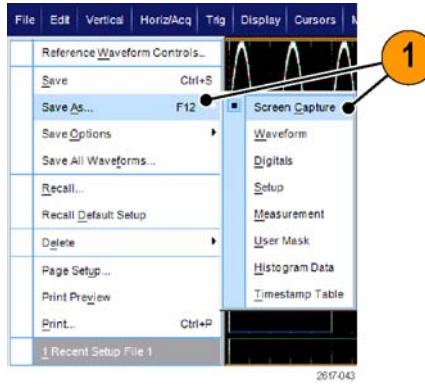 File Edit Vertical Horiz/Acq Trig Display Cursors
Reference Waveform Controls...
Save Ctrl+S
Save As... F12
Save Options
Save All Waveforms...
Recall...
Recall Default Setup
Delete
Page Setup...
Print Preview
Print... Ctrl+P
1 Recent Setup File 1
Screen Capture
Waveform
Digitals
Setup
Measurement
User Mask
Histogram Data
Timestamp Table
1
2617-043